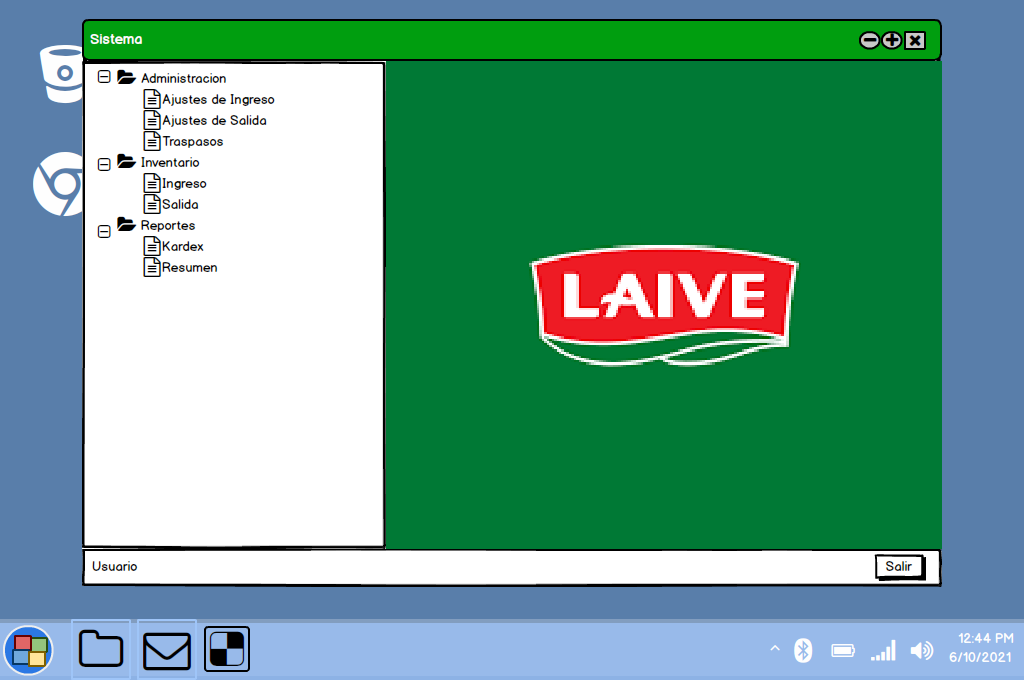 Sistema
Administracion
Ajustes de Ingreso
Ajustes de Salida
Traspasos
Inventario
Ingreso
Salida
Reportes
Kardex
Resumen
LAIVE
Usuario
Salir
12:44 PM
6/10/2021